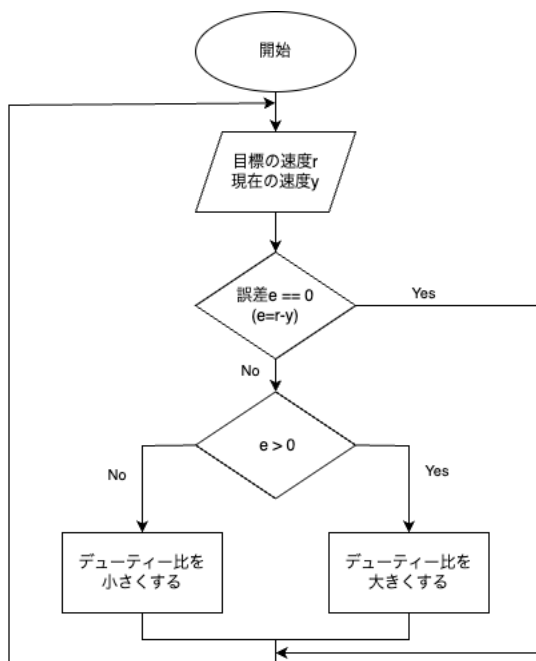 開始
目標の速度r
現在の速度y
誤差e == 0
(e=r-y)
Yes
No
e > 0
No
Yes
デューティー比を
小さくする
デューティー比を
大きくする